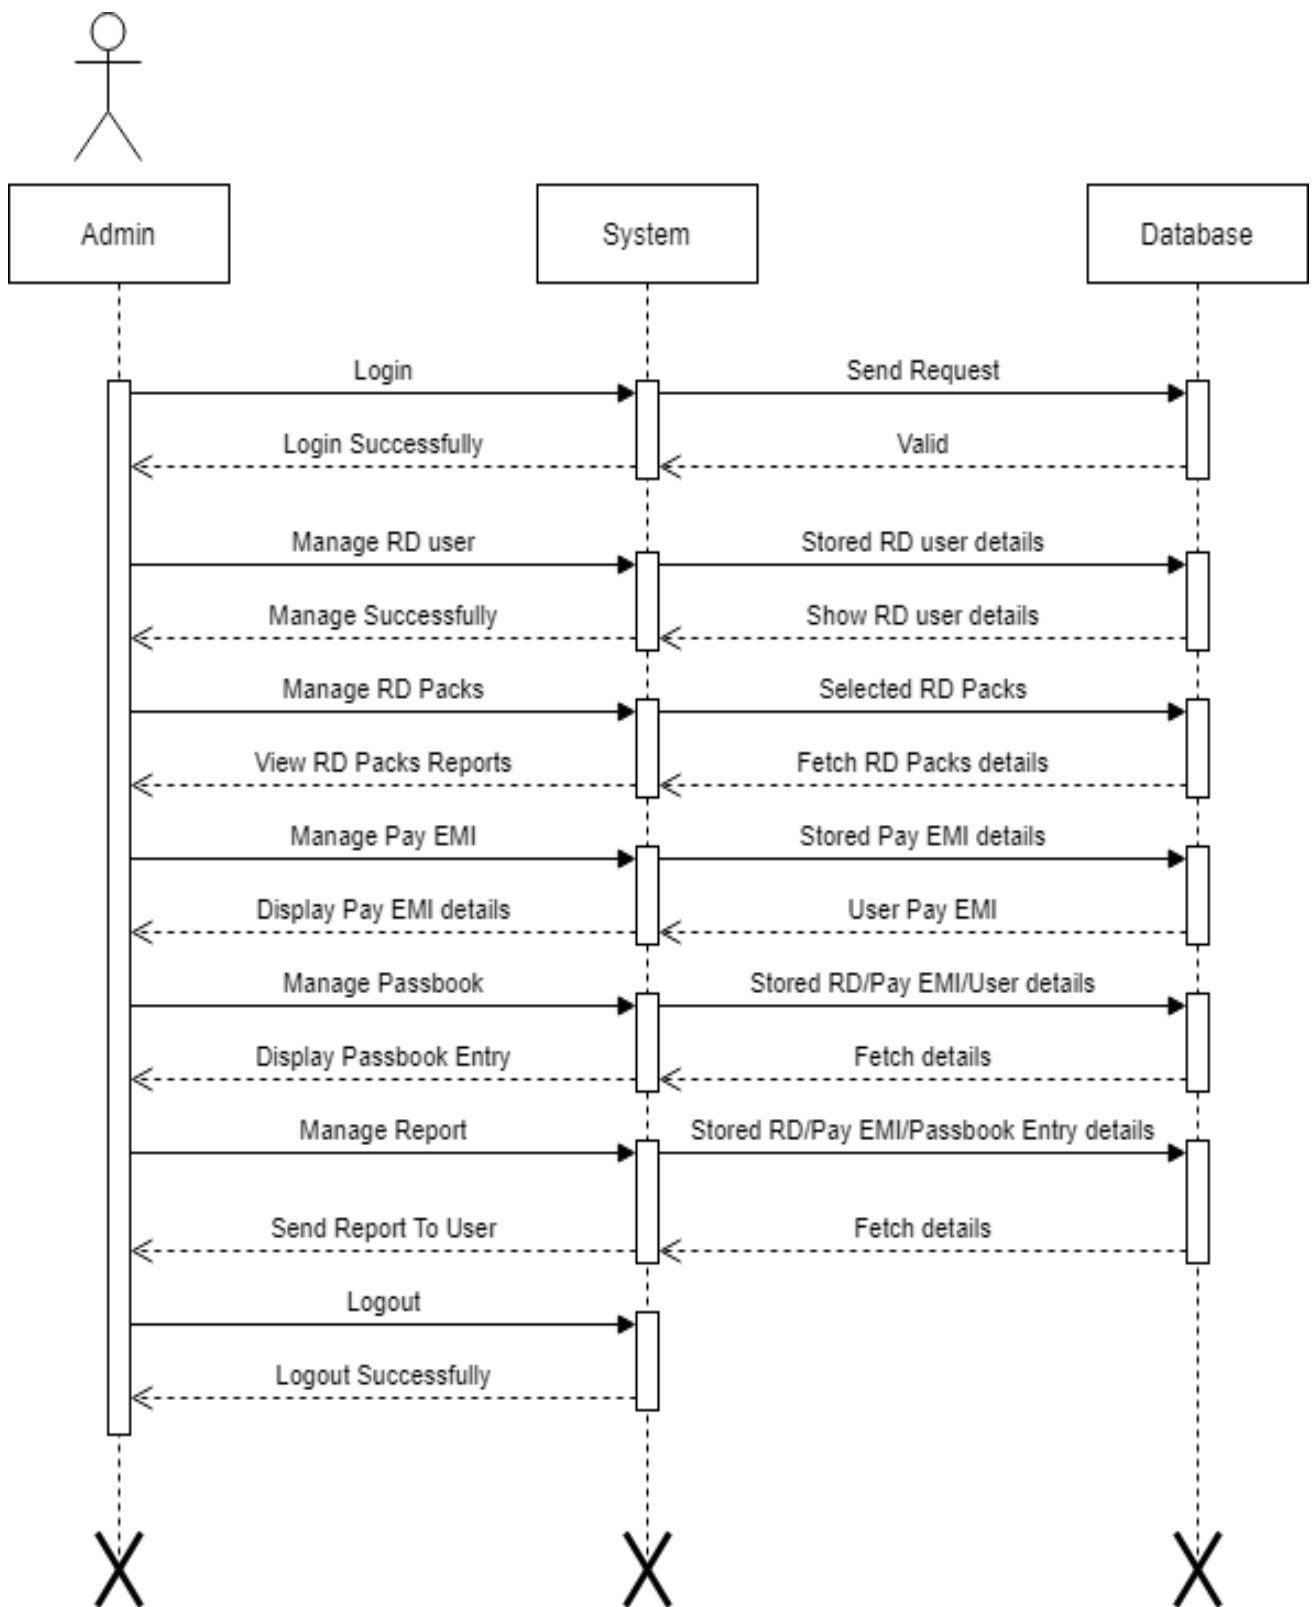 Admin
System
Database
Login
Send Request
Login Successfully
Valid
Manage RD user
Stored RD user details
Manage Successfully
Show RD user details
Manage RD Packs
Selected RD Packs
View RD Packs Reports
Fetch RD Packs details
Manage Pay EMI
Stored Pay EMI details
Display Pay EMI details
User Pay EMI
Manage Passbook
Stored RD/Pay EMI/User details
Display Passbook Entry
Fetch details
Manage Report
Stored RD/Pay EMI/Passbook Entry details
Send Report To User
Fetch details
Logout
Logout Successfully